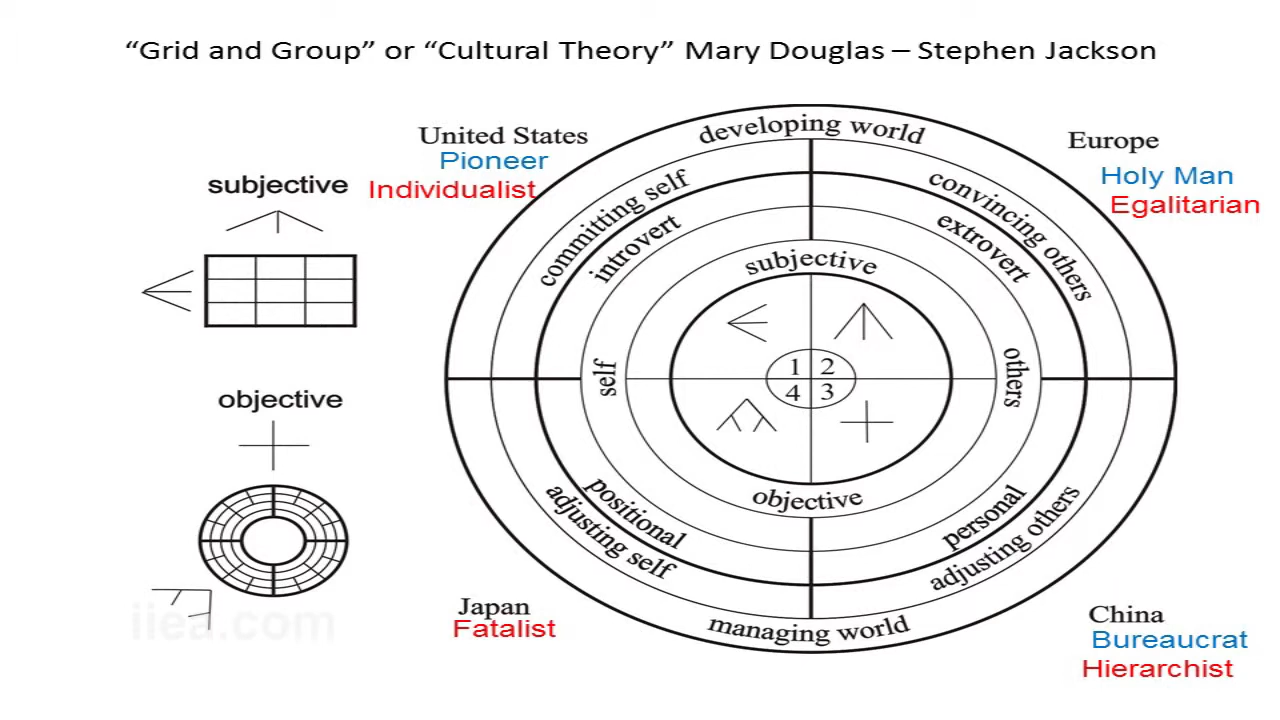 “Grid and Group” or “Cultural Theory” Mary Douglas – Stephen Jackson
United States
Pioneer
Individualist
Europe
Holy Man
Egalitarian
subjective
objective
developing world
committing self
convincing others
introvert
extrovert
subjective
self
others
1
2
4
3
objective
positional
personal
adjusting self
adjusting others
managing world
Japan
Fatalist
China
Bureaucrat
Hierarchist
iiea.com